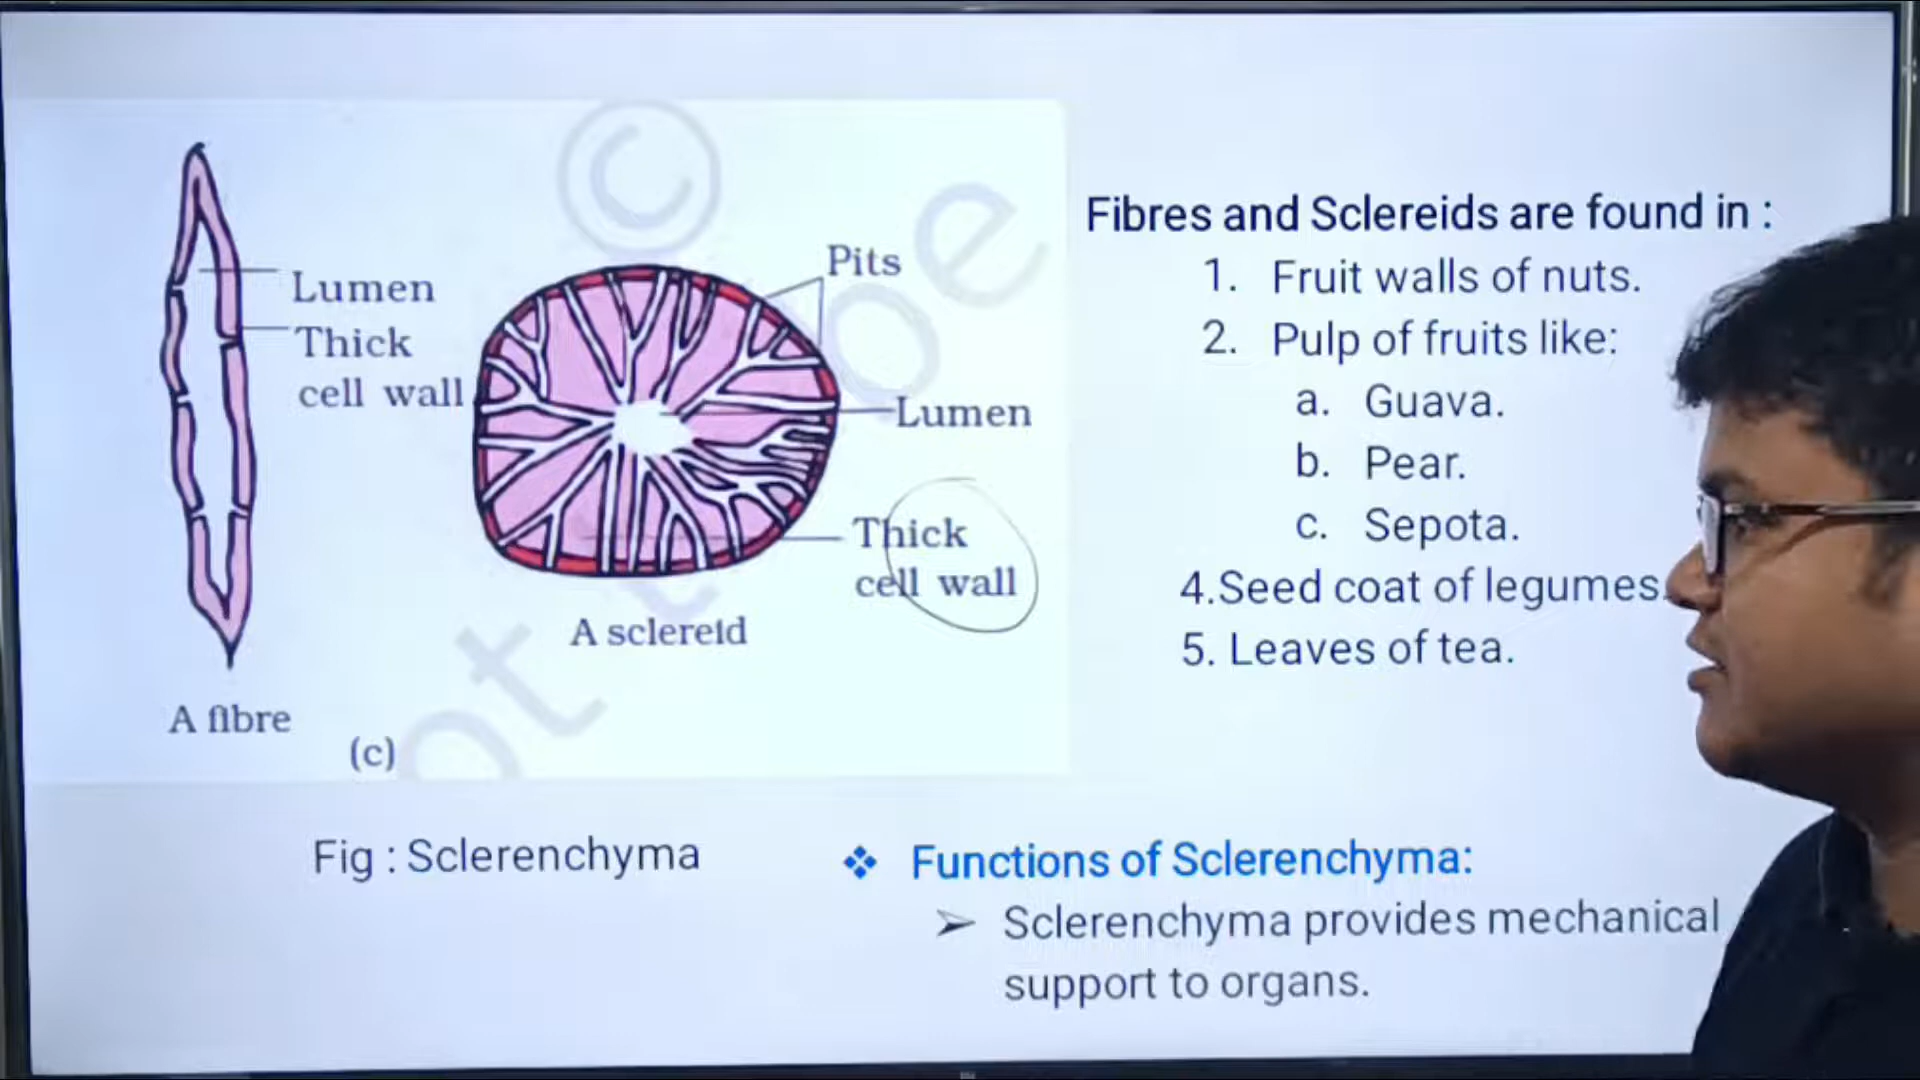 Lumen
Thick
cell wall
A fibre
(c)
Pits
Lumen
Thick
cell wall
A sclereid
Fig : Sclerenchyma
Fibres and Sclereids are found in :
1. Fruit walls of nuts.
2. Pulp of fruits like:
a. Guava.
b. Pear.
c. Sepota.
4.Seed coat of legumes.
5. Leaves of tea.
❖ Functions of Sclerenchyma:
➢ Sclerenchyma provides mechanical
support to organs.
©
ot t oe